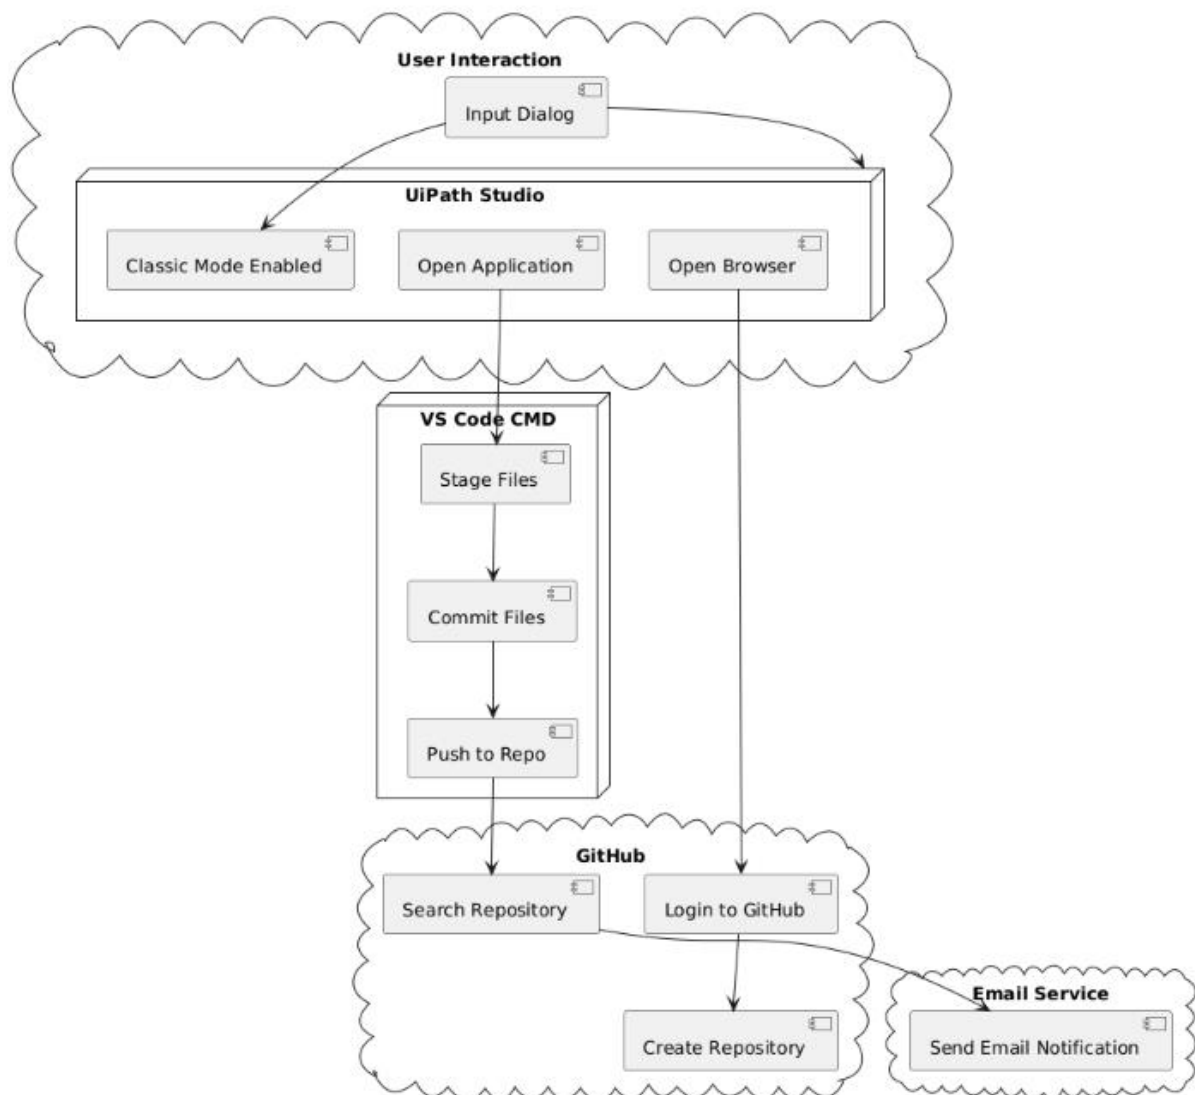 User Interaction
Input Dialog
UiPath Studio
Classic Mode Enabled
Open Application
Open Browser
VS Code CMD
Stage Files
Commit Files
Push to Repo
GitHub
Search Repository
Login to GitHub
Email Service
Create Repository
Send Email Notification